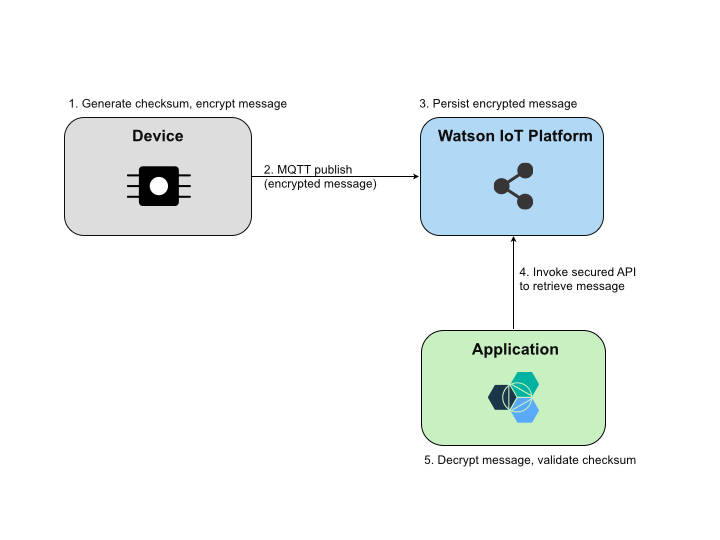 1. Generate checksum, encrypt message
3. Persist encrypted message
Device
Watson IoT Platform
2. MQTT publish
(encrypted message)
4. Invoke secured API
to retrieve message
Application
5. Decrypt message, validate checksum